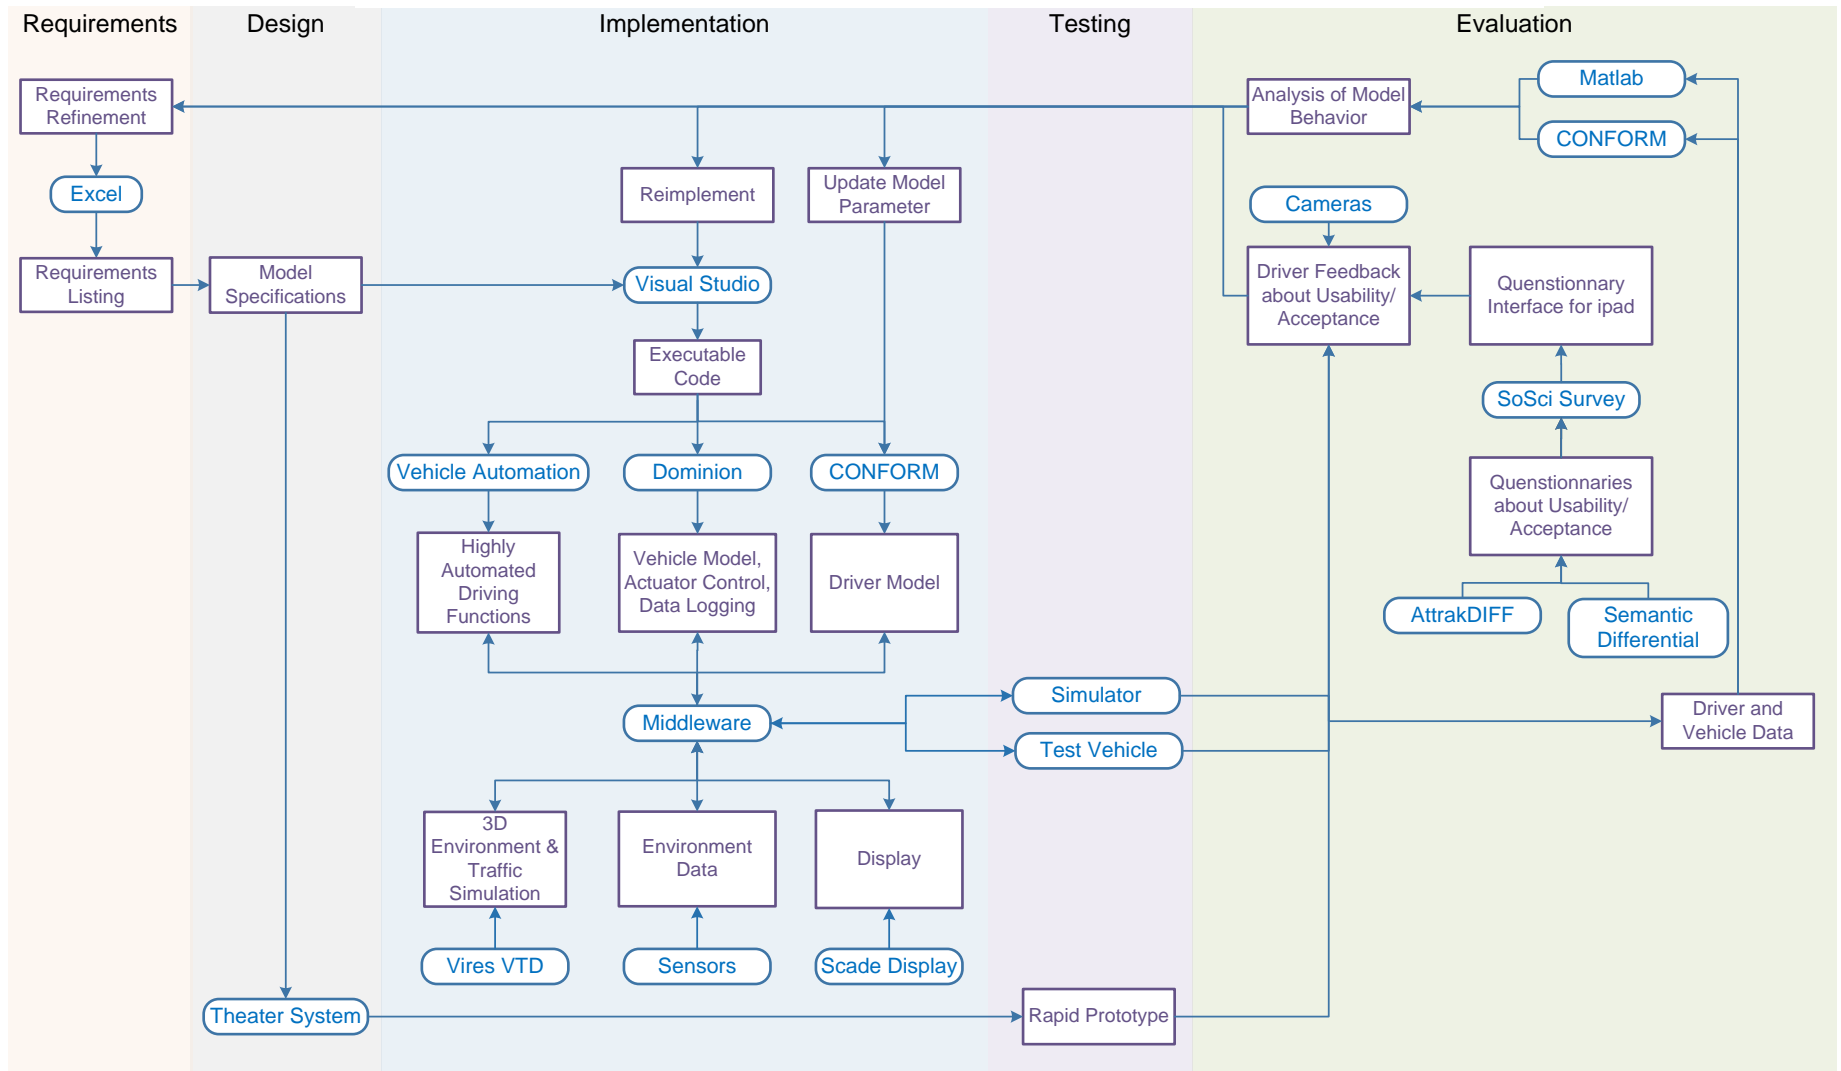 Requirements
Design
Implementation
Testing
Evaluation
Requirements
Refinement
Excel
Requirements
Listing
Model
Specifications
Theater System
Reimplement
Update Model
Parameter
Visual Studio
Executable
Code
Vehicle Automation
Dominion
CONFORM
Highly
Automated
Driving
Functions
Vehicle Model,
Actuator Control,
Data Logging
Driver Model
Middleware
3D
Environment &
Traffic
Simulation
Environment
Data
Display
Vires VTD
Sensors
Scade Display
Simulator
Test Vehicle
Rapid Prototype
Analysis of Model
Behavior
Matlab
CONFORM
Cameras
Driver Feedback
about Usability/
Acceptance
Quenstionnary
Interface for ipad
SoSci Survey
Quenstionnaries
about Usability/
Acceptance
AttrakDIFF
Semantic
Differential
Driver and
Vehicle Data